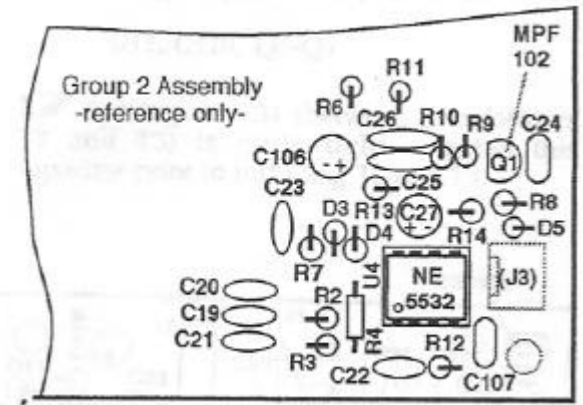 MPF
102
Group 2 Assembly
-reference only-
R11
R6
C26
R10
R9
C24
C106
Q1
C23
C25
R13
C27
R8
D3
D4
R14
D5
R7
U4
NE
5532
(J3)
C20
C19
C21
R2
R3
R4
C22
R12
C107